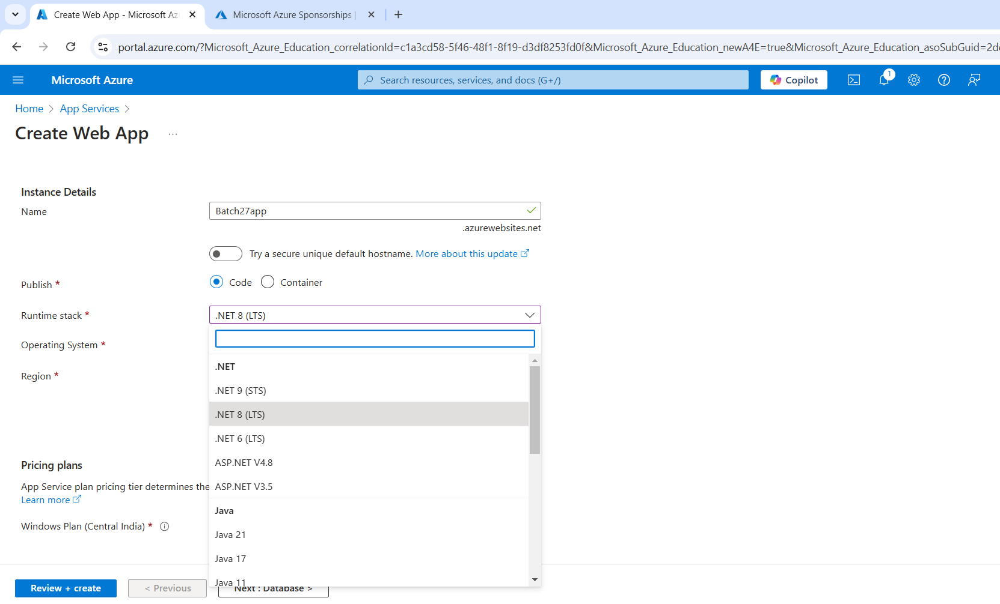 Create Web App - Microsoft Az
Microsoft Azure Sponsorships |
portal.azure.com/?Microsoft_Azure_Education_correlationId=c1a3cd58-5f46-48f1-8f19-d3df8253fd0f&Microsoft_Azure_Education_newA4E=true&Microsoft_Azure_Education_asoSubGuid=2d
Microsoft Azure
Search resources, services, and docs (G+/)
Copilot
1
Home > App Services >
Create Web App ...
Instance Details
Name
Batch27app
.azurewebsites.net
Try a secure unique default hostname. More about this update
Publish *
Code
Container
Runtime stack *
.NET 8 (LTS)
Operating System *
Region *
.NET
.NET 9 (STS)
.NET 8 (LTS)
.NET 6 (LTS)
ASP.NET V4.8
ASP.NET V3.5
Java
Java 21
Java 17
Java 11
Pricing plans
App Service plan pricing tier determines the
Learn more
Windows Plan (Central India) *
Review + create
< Previous
Next : Database >